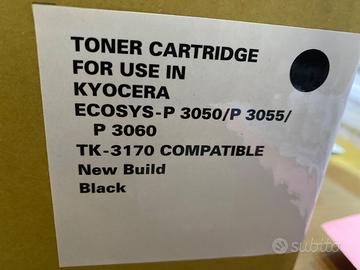 TONER CARTRIDGE
FOR USE IN
KYOCERA
ECOSYS-P 3050/P 3055/
P 3060
TK-3170 COMPATIBLE
New Build
Black
subito